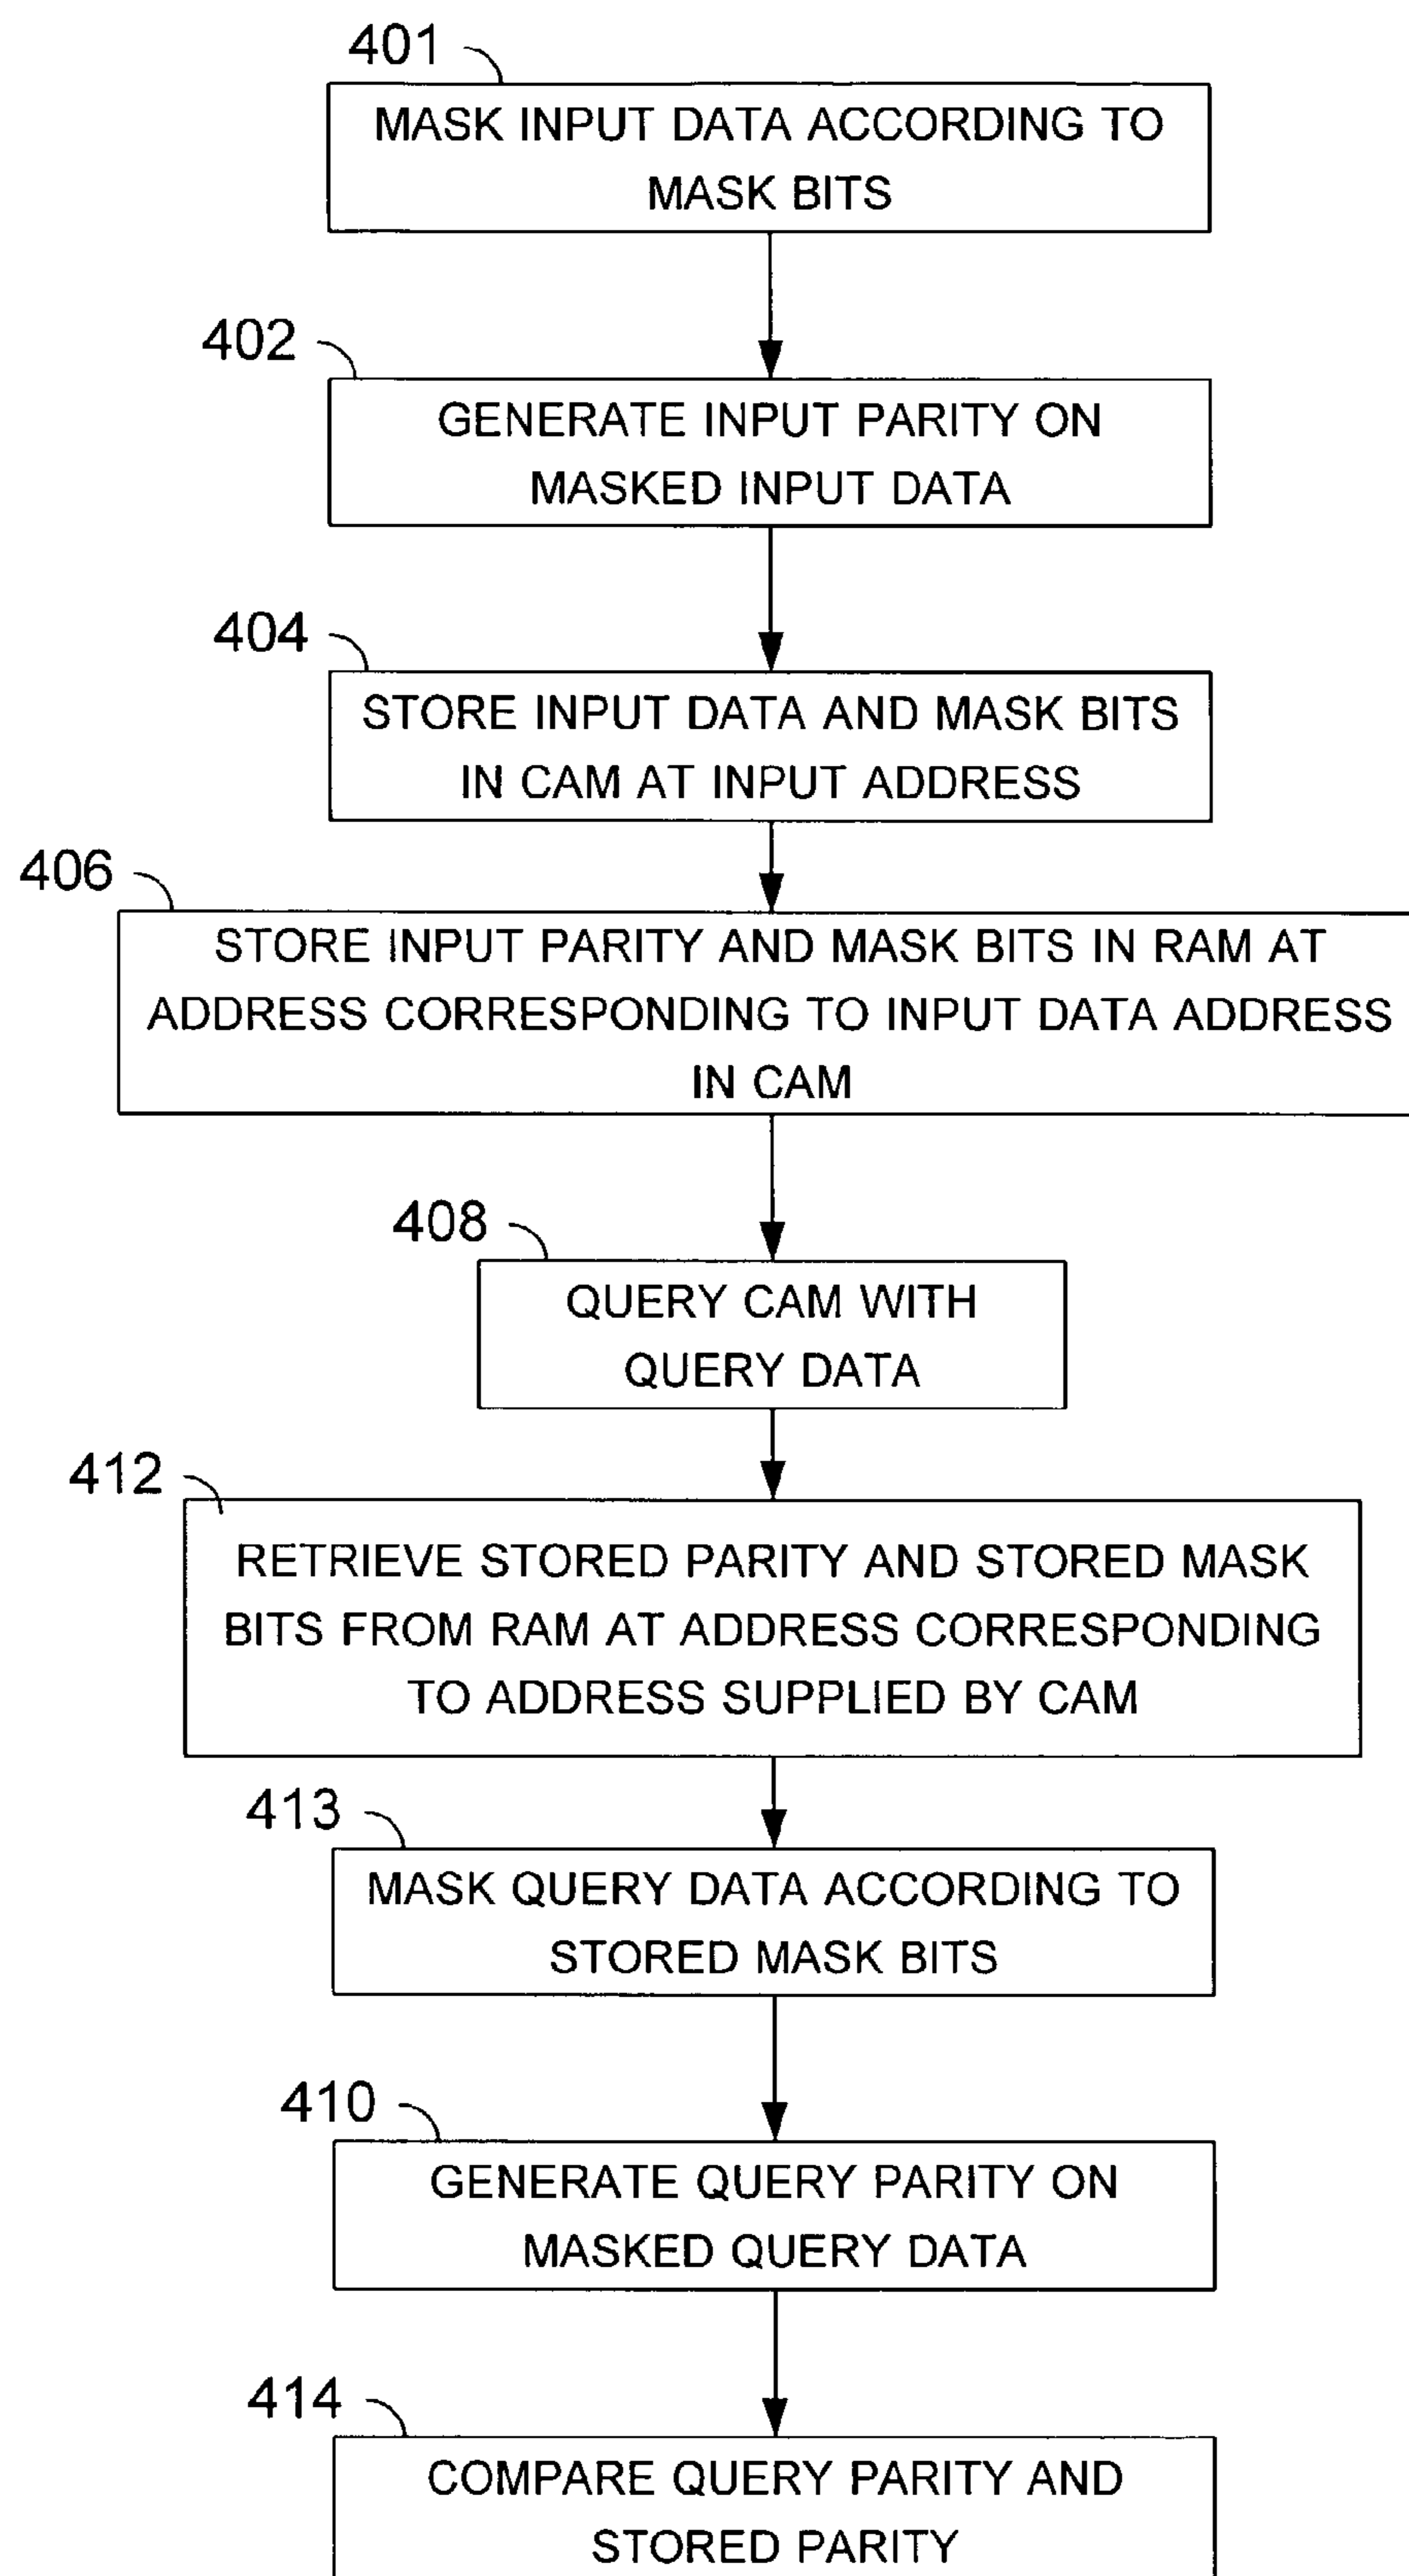 401
MASK INPUT DATA ACCORDING TO
MASK BITS
402
GENERATE INPUT PARITY ON
MASKED INPUT DATA
404
STORE INPUT DATA AND MASK BITS
IN CAM AT INPUT ADDRESS
406
STORE INPUT PARITY AND MASK BITS IN RAM AT
ADDRESS CORRESPONDING TO INPUT DATA ADDRESS
IN CAM
408
QUERY CAM WITH
QUERY DATA
412
RETRIEVE STORED PARITY AND STORED MASK
BITS FROM RAM AT ADDRESS CORRESPONDING
TO ADDRESS SUPPLIED BY CAM
413
MASK QUERY DATA ACCORDING TO
STORED MASK BITS
410
GENERATE QUERY PARITY ON
MASKED QUERY DATA
414
COMPARE QUERY PARITY AND
STORED PARITY